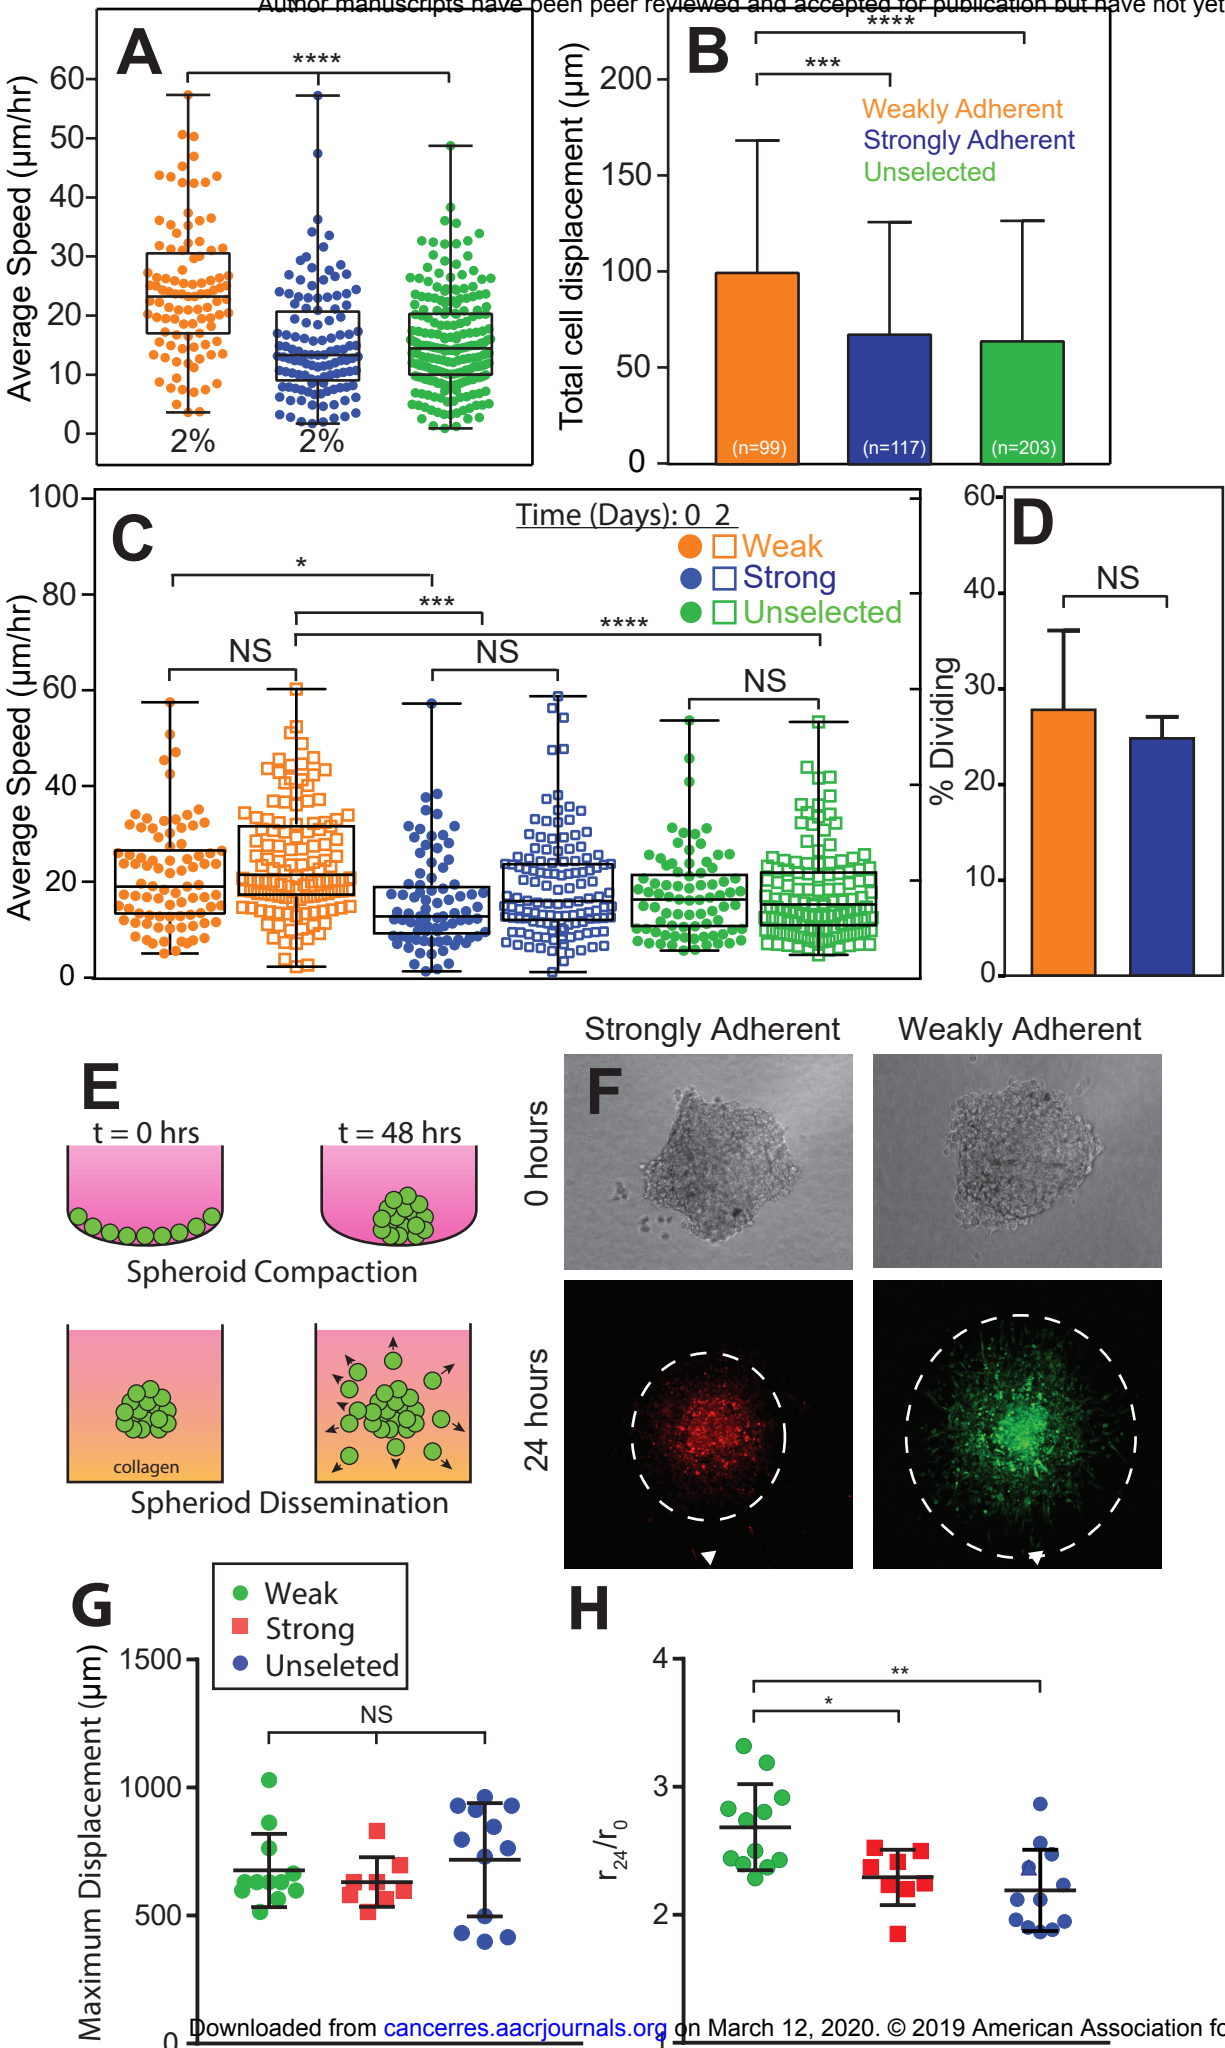 Author manuscripts have been peer reviewed and accepted for publication but have not yet
A
Average Speed (μm/hr)
60
50
40
30
20
10
0
****
2%
2%
B
Total cell displacement (μm)
200
150
100
50
0
****
***
Weakly Adherent
Strongly Adherent
Unselected
(n=99)
(n=117)
(n=203)
C
Average Speed (μm/hr)
100
80
60
40
20
0
Time (Days): 0 2
Weak
Strong
Unselected
*
***
****
NS
NS
NS
D
% Dividing
60
40
30
20
10
0
NS
E
t = 0 hrs
t = 48 hrs
Spheroid Compaction
collagen
Spheriod Dissemination
F
Strongly Adherent
Weakly Adherent
0 hours
24 hours
G
Weak
Strong
Unseleted
Maximum Displacement (μm)
1500
1000
500
0
NS
H
r24/r0
4
3
2
**
*
Downloaded from cancerres.aacrjournals.org on March 12, 2020. © 2019 American Association